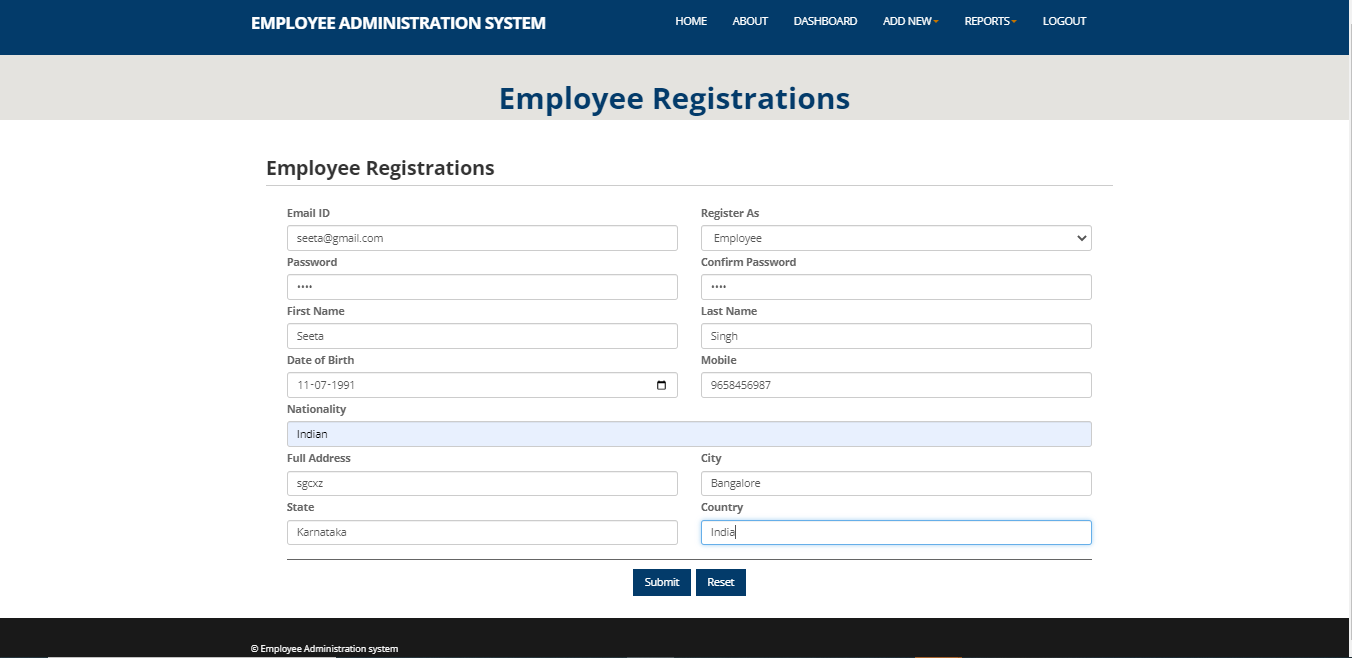 EMPLOYEE ADMINISTRATION SYSTEM HOME ABOUT DASHBOARD ADD NEW REPORTS LOGOUT
Employee Registrations
Employee Registrations
Email ID Register As
seeta@gmail.com Employee
Password Confirm Password
•••• ••••
First Name Last Name
Seeta Singh
Date of Birth Mobile
11-07-1991 9658456987
Nationality
Indian
Full Address City
sgcxz Bangalore
State Country
Karnataka India
Submit Reset
© Employee Administration system